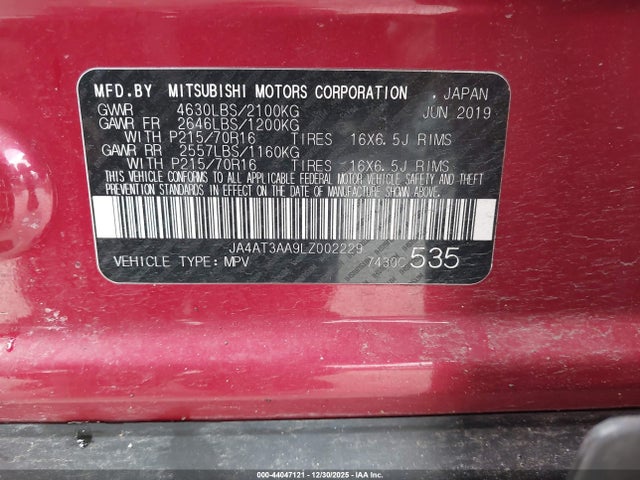 MFD.BY MITSUBISHI MOTORS CORPORATION , JAPAN
GVWR 4630LBS/2100KG JUN 2019
GAWR FR 2646LBS/1200KG
WITH P215/70R16 TIRES 16X6.5J RIMS
GAWR RR 2557LBS/1160KG
WITH P215/70R16 TIRES 16X6.5J RIMS
THIS VEHICLE CONFORMS TO ALL APPLICABLE FEDERAL MOTOR VEHICLE SAFETY AND THEFT
PREVENTION STANDARDS IN EFFECT ON THE DATE OF MANUFACTURE SHOWN ABOVE.
JA4AT3AA9LZ002229
VEHICLE TYPE: MPV 7430C 535
000-44047121 - 12/30/2025 - IAAI.COM